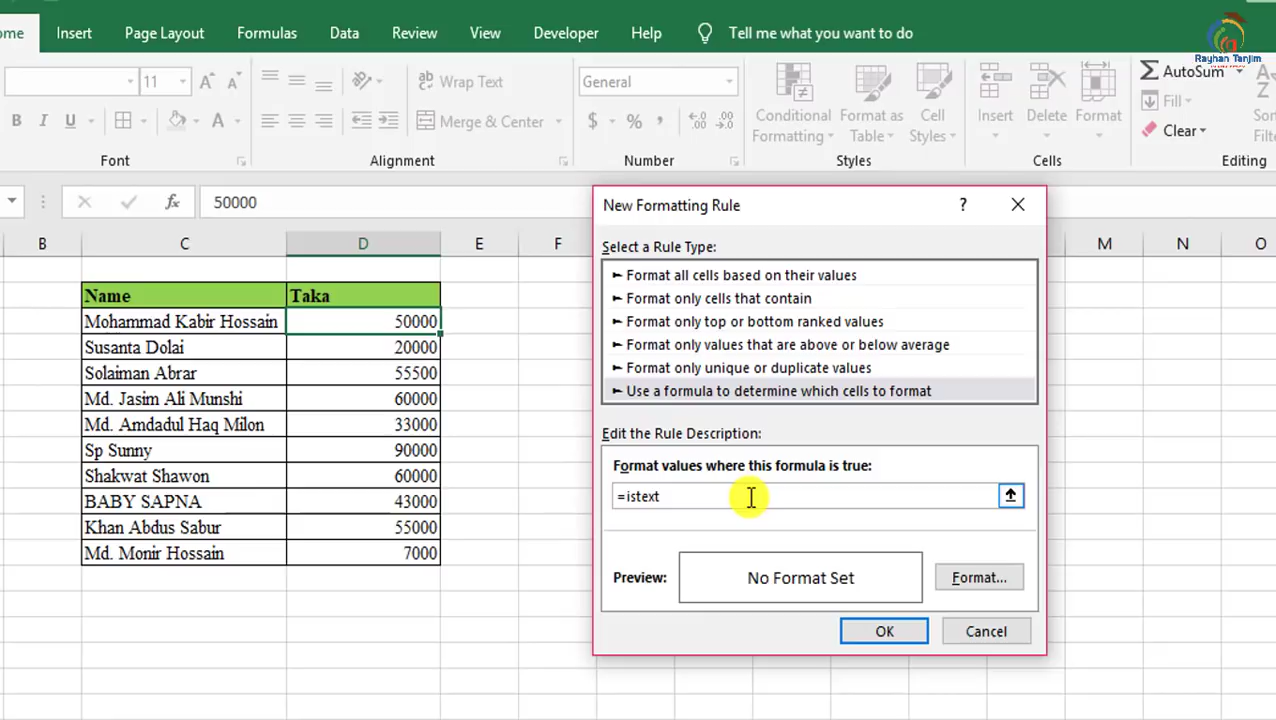 ome Insert Page Layout Formulas Data Review View Developer Help Tell me what you want to do
Rayhan Tanjim
11 A A Wrap Text General AutoSum
B I U A Merge & Center $ % , Conditional Formatting Format as Table Cell Styles Insert Delete Format Fill Clear Sor Filte
Font Alignment Number Styles Cells Editing
fx 50000
B C D E F M N O
Name Taka
Mohammad Kabir Hossain 50000
Susanta Dolai 20000
Solaiman Abrar 55500
Md. Jasim Ali Munshi 60000
Md. Amdadul Haq Milon 33000
Sp Sunny 90000
Shakwat Shawon 60000
BABY SAPNA 43000
Khan Abdus Sabur 55000
Md. Monir Hossain 7000
New Formatting Rule ?
Select a Rule Type:
► Format all cells based on their values
► Format only cells that contain
► Format only top or bottom ranked values
► Format only values that are above or below average
► Format only unique or duplicate values
► Use a formula to determine which cells to format
Edit the Rule Description:
Format values where this formula is true:
=istext
Preview: No Format Set Format...
OK Cancel